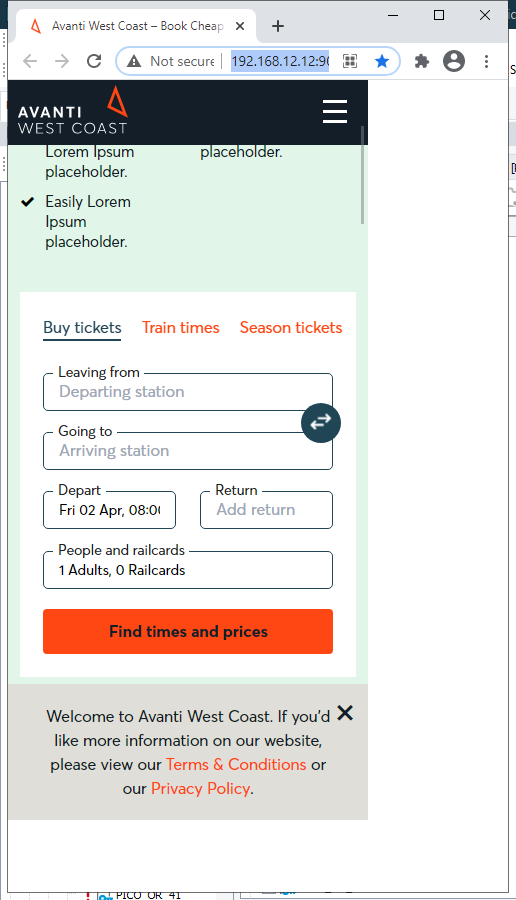 Avanti West Coast – Book Cheap
Not secure
192.168.12.12:90
AVANTI
WEST COAST
Lorem Ipsum
placeholder.
placeholder.
Easily Lorem
Ipsum
placeholder.
Buy tickets Train times Season tickets
Leaving from
Departing station
Going to
Arriving station
Depart Return
Fri 02 Apr, 08:00 Add return
People and railcards
1 Adults, 0 Railcards
Find times and prices
Welcome to Avanti West Coast. If you'd
like more information on our website,
please view our Terms & Conditions or
our Privacy Policy.
PICO_OR_41